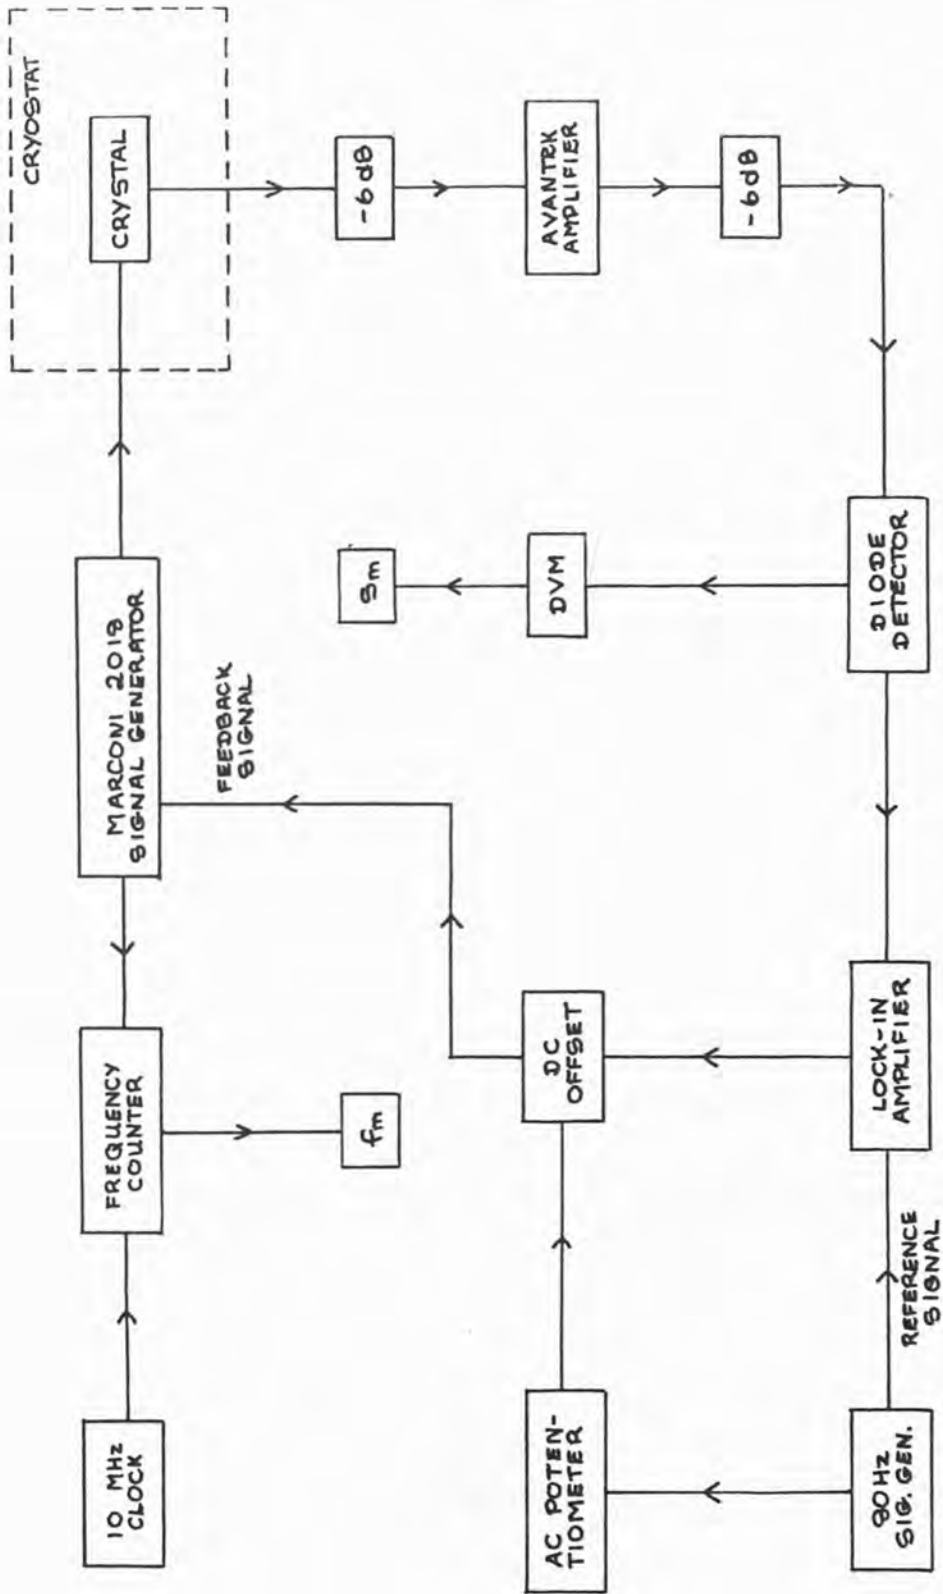 CRYOSTAT
10 MHz
CLOCK
FREQUENCY
COUNTER
MARCONI 2018
SIGNAL GENERATOR
CRYSTAL
FEEDBACK
SIGNAL
fm
Sm
-6dB
AC POTEN-
TIOMETER
DC
OFFSET
DVM
AVANTEK
AMPLIFIER
-6dB
80Hz
SIG. GEN.
REFERENCE
SIGNAL
LOCK-IN
AMPLIFIER
DIODE
DETECTOR